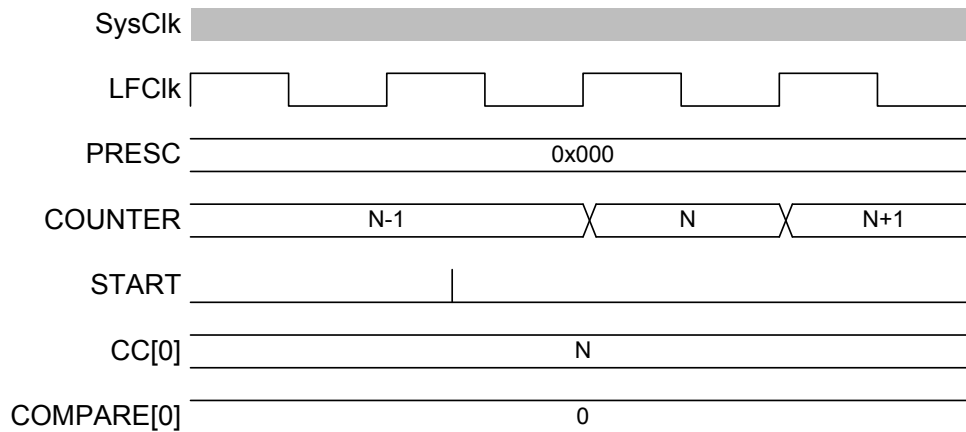 SysClk
LFClk
PRESC 0x000
COUNTER N-1 N N+1
START
CC[0] N
COMPARE[0] 0